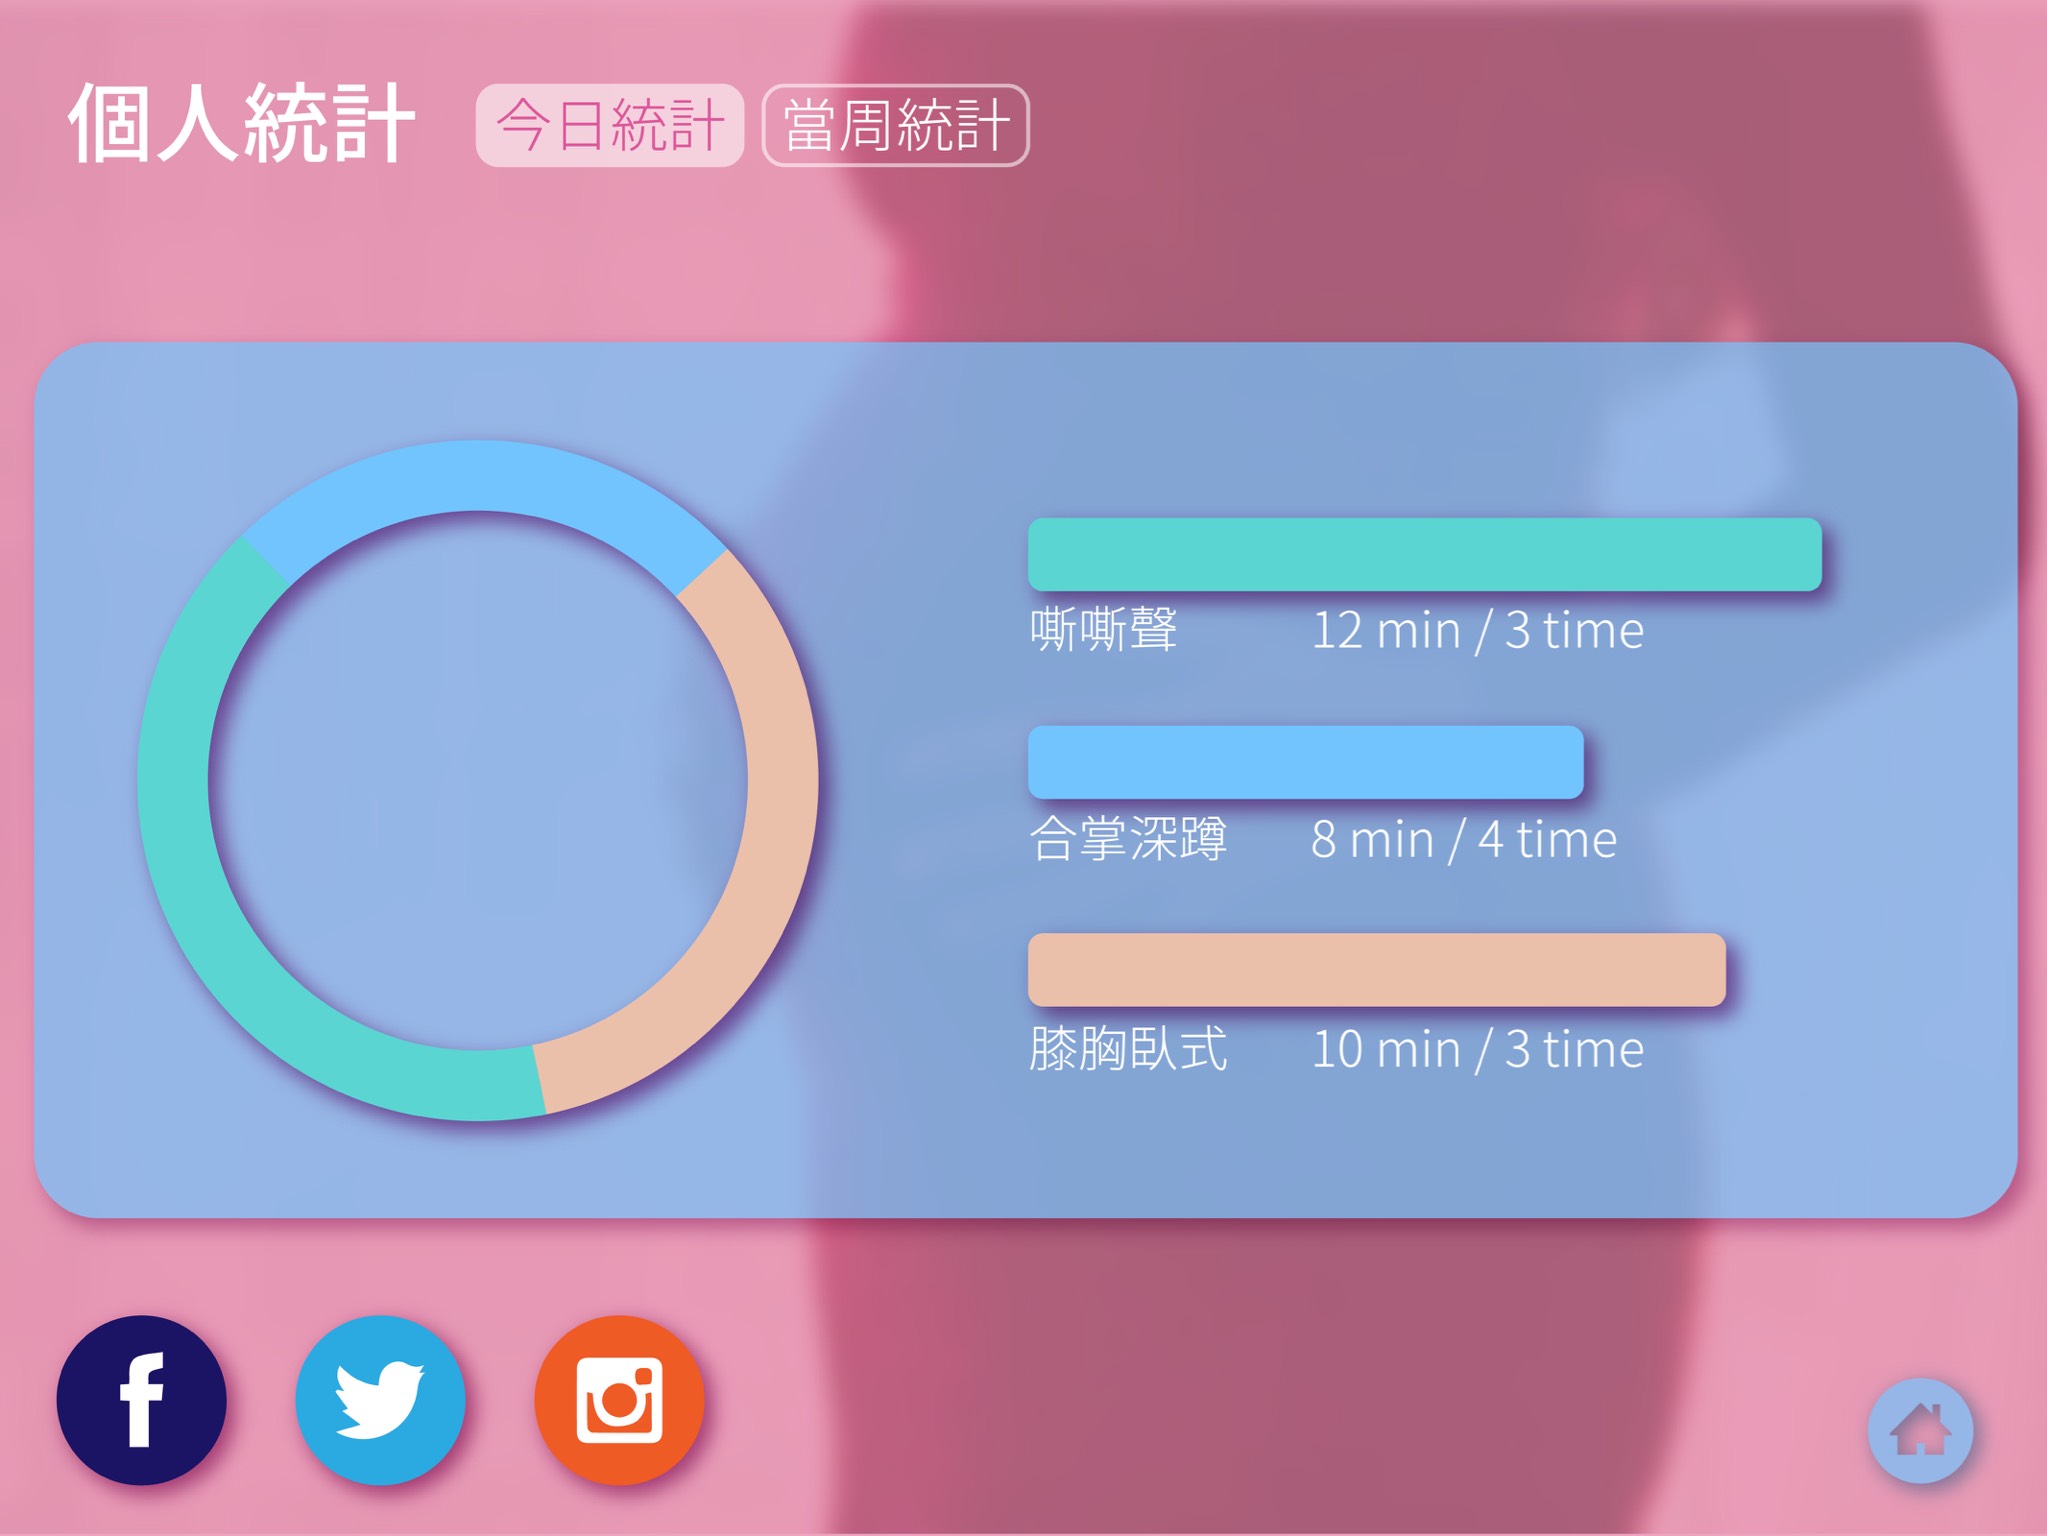 個人統計 今日統計 當周統計
嘶嘶聲 12 min / 3 time
合掌深蹲 8 min / 4 time
膝胸臥式 10 min / 3 time